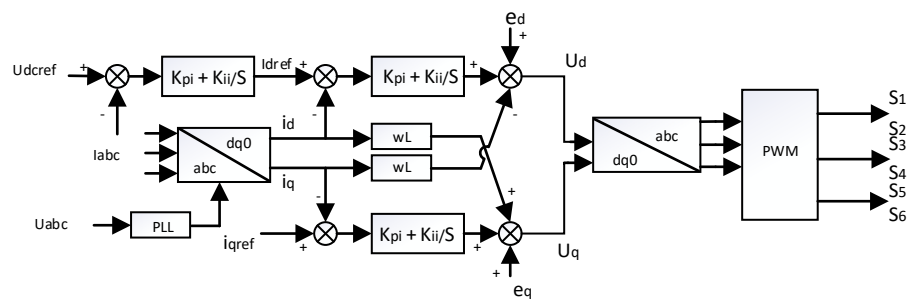 ed
+
Ud
Udcref
+
Kpi + Kii/S
Idref
+
Kpi + Kii/S
+
-
-
-
id
Iabc
dq0
abc
wL
iq
wL
abc
dq0
PWM
S1
S2
S3
S4
S5
S6
-
+
Uabc
PLL
iqref
+
Kpi + Kii/S
+
Uq
+
eq